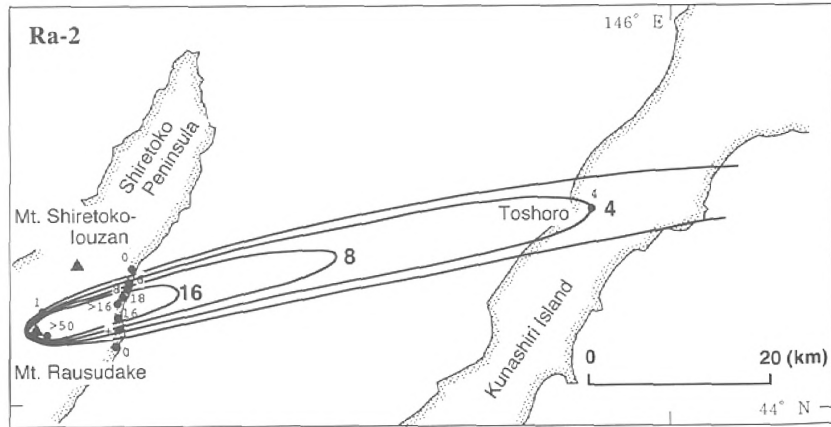 Ra-2
146° E
Shiretoko
Peninsula
Mt. Shiretoko-
Iouzan
Toshoro
4
4
0
8
16
>16
18
16
1
>50
+
0
Mt. Rausudake
Kunashiri Island
0 20 (km)
44° N